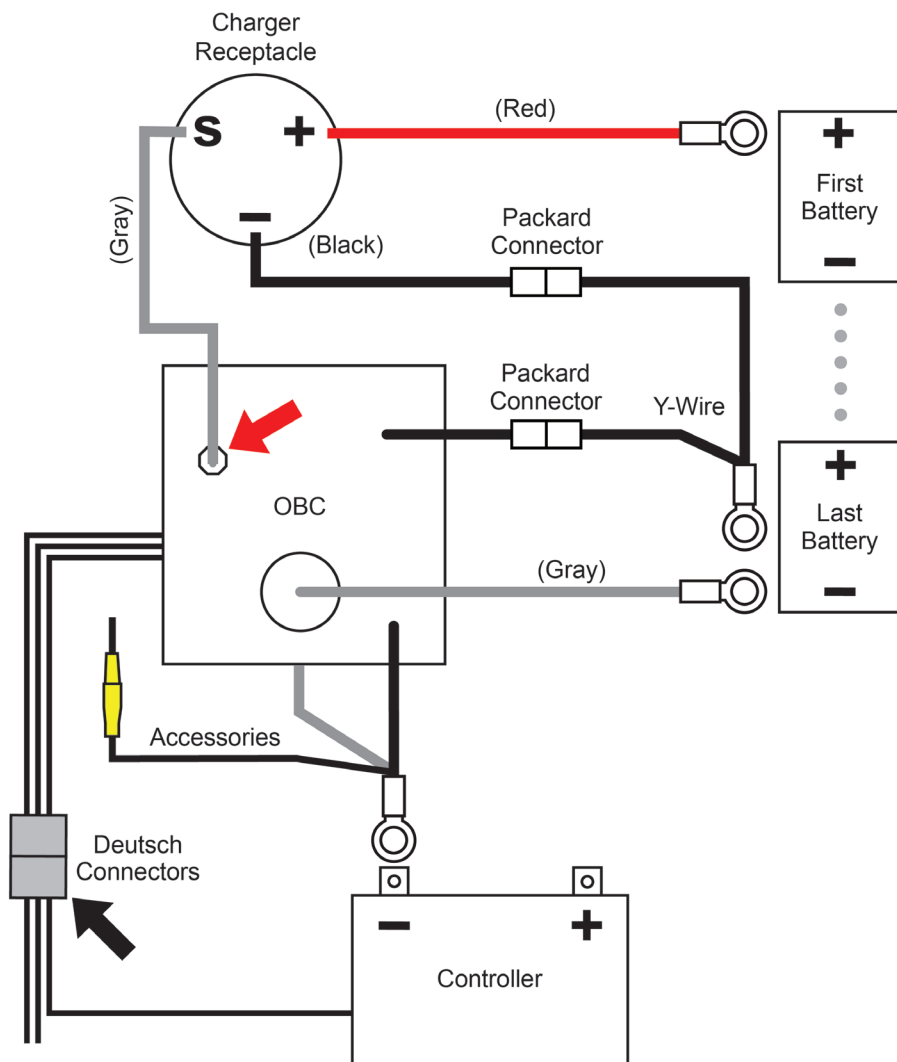 Charger
Receptacle
S
+
−
(Red)
(Gray)
(Black)
Packard
Connector
+
First
Battery
−
Packard
Connector
Y-Wire
OBC
+
Last
Battery
−
(Gray)
Accessories
Deutsch
Connectors
−
+
Controller